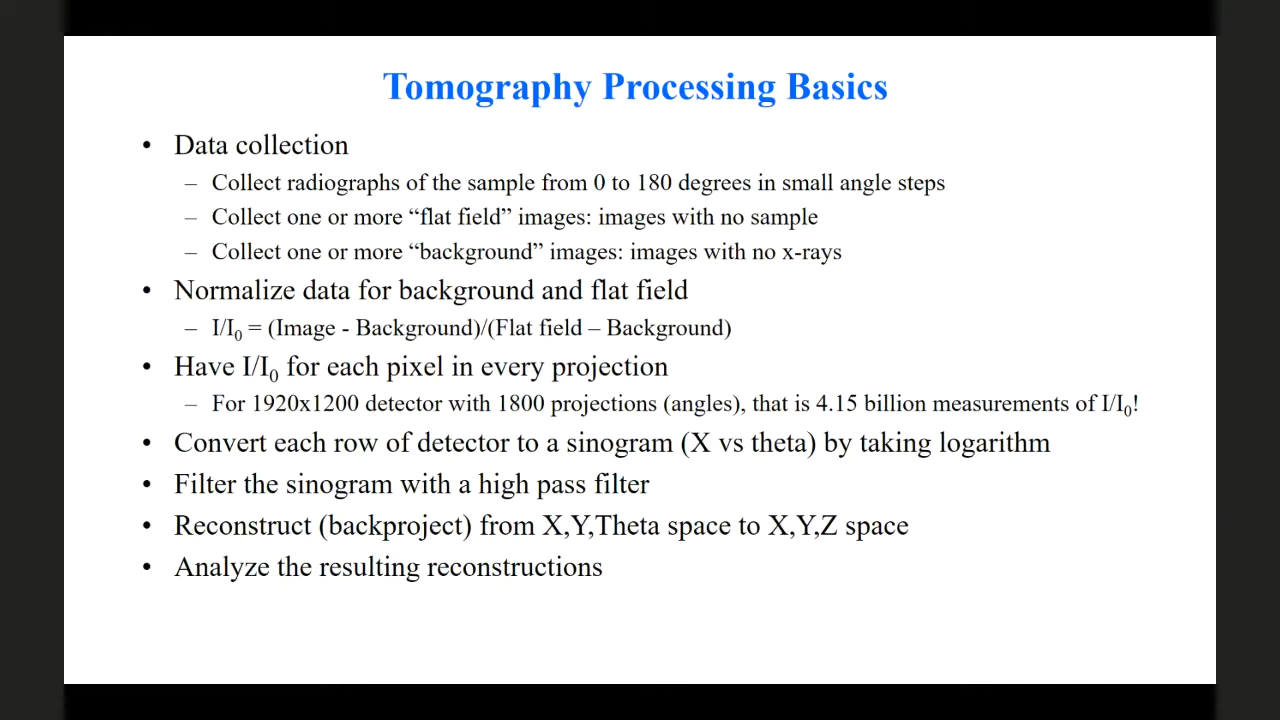 Tomography Processing Basics
• Data collection
– Collect radiographs of the sample from 0 to 180 degrees in small angle steps
– Collect one or more “flat field” images: images with no sample
– Collect one or more “background” images: images with no x-rays
• Normalize data for background and flat field
– I/I₀ = (Image - Background)/(Flat field – Background)
• Have I/I₀ for each pixel in every projection
– For 1920x1200 detector with 1800 projections (angles), that is 4.15 billion measurements of I/I₀!
• Convert each row of detector to a sinogram (X vs theta) by taking logarithm
• Filter the sinogram with a high pass filter
• Reconstruct (backproject) from X,Y,Theta space to X,Y,Z space
• Analyze the resulting reconstructions